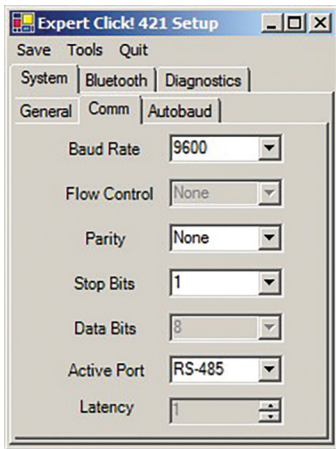 Expert Click! 421 Setup
Save Tools Quit
System Bluetooth Diagnostics
General Comm Autobaud
Baud Rate 9600
Flow Control None
Parity None
Stop Bits 1
Data Bits 8
Active Port RS-485
Latency 1